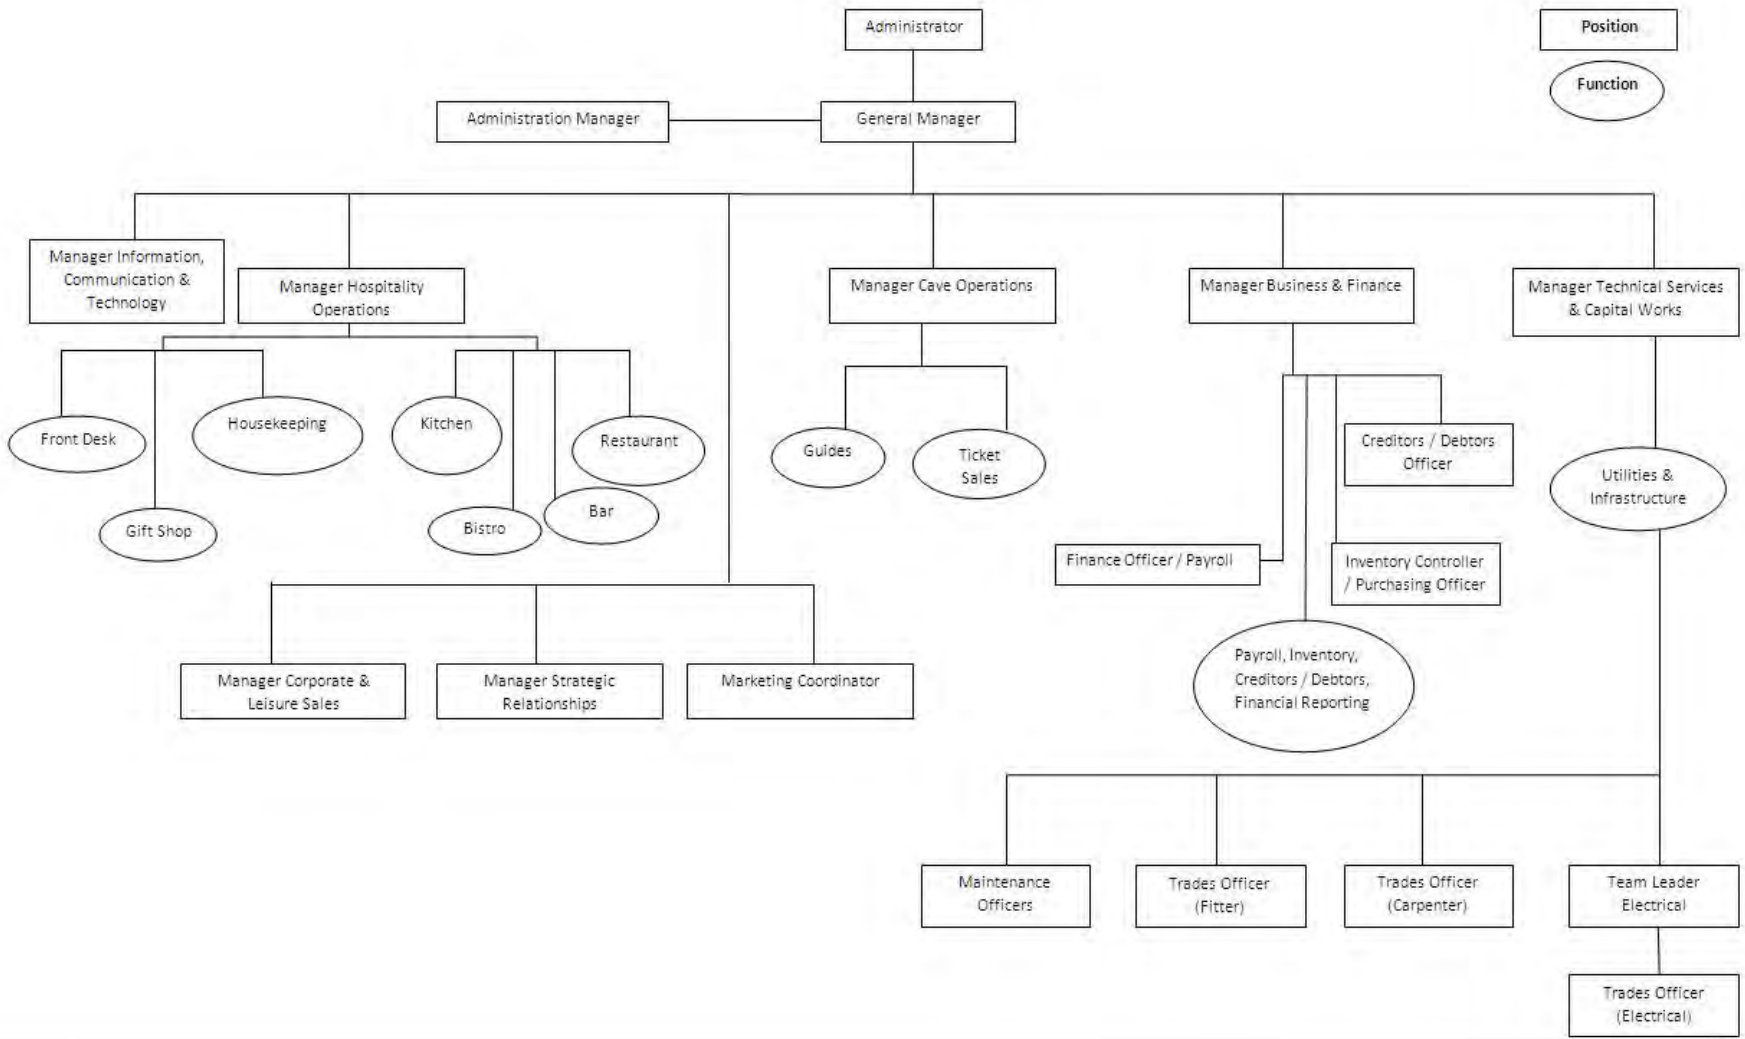 Administrator
Position
Function
Administration Manager
General Manager
Manager Information,
Communication &
Technology
Manager Hospitality
Operations
Manager Cave Operations
Manager Business & Finance
Manager Technical Services
& Capital Works
Front Desk
Housekeeping
Kitchen
Restaurant
Gift Shop
Bistro
Bar
Guides
Ticket
Sales
Creditors / Debtors
Officer
Utilities &
Infrastructure
Finance Officer / Payroll
Inventory Controller
/ Purchasing Officer
Payroll, Inventory,
Creditors / Debtors,
Financial Reporting
Manager Corporate &
Leisure Sales
Manager Strategic
Relationships
Marketing Coordinator
Maintenance
Officers
Trades Officer
(Fitter)
Trades Officer
(Carpenter)
Team Leader
Electrical
Trades Officer
(Electrical)